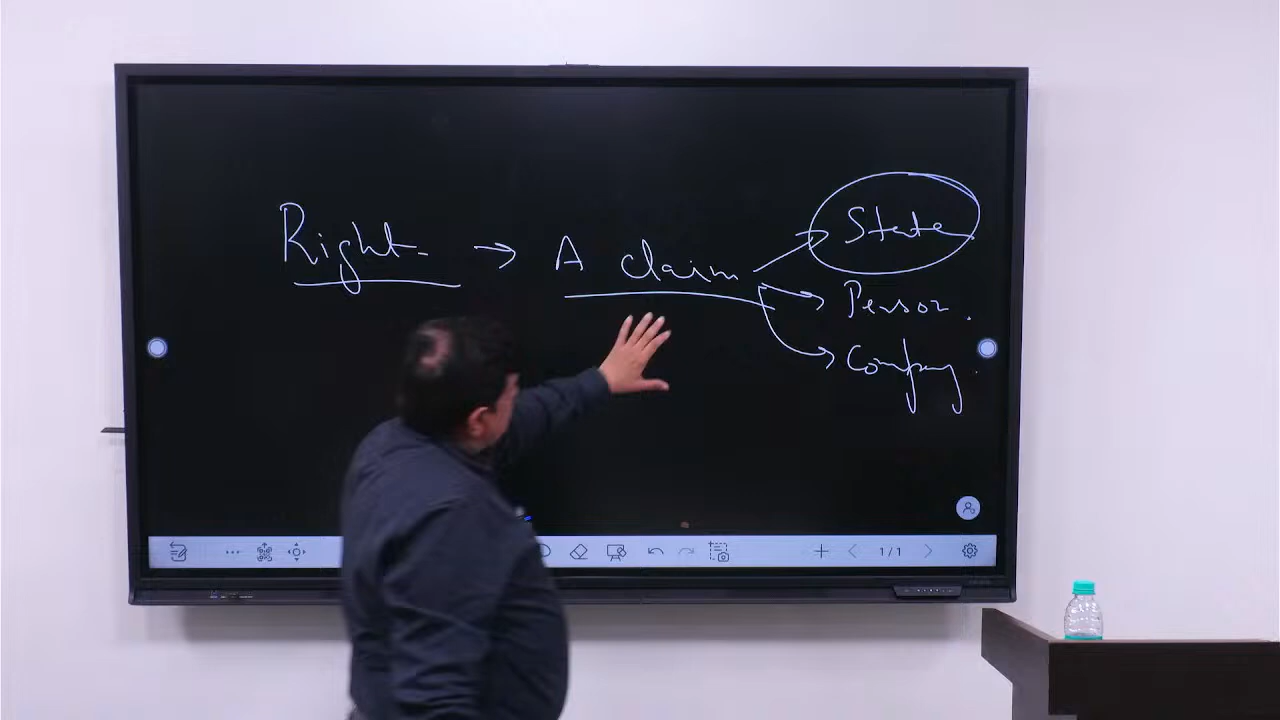 Right → A claim → State
→ Person.
→ Company.
1/1